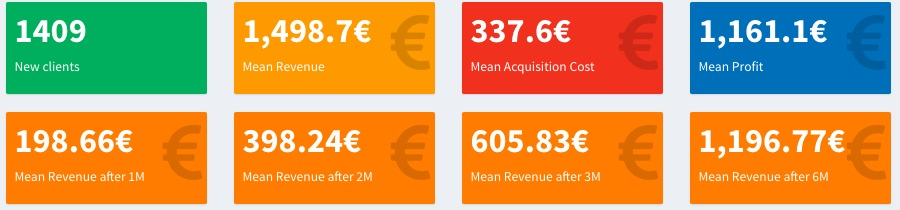 1409
New clients
1,498.7€
Mean Revenue
337.6€
Mean Acquisition Cost
1,161.1€
Mean Profit
198.66€
Mean Revenue after 1M
398.24€
Mean Revenue after 2M
605.83€
Mean Revenue after 3M
1,196.77€
Mean Revenue after 6M